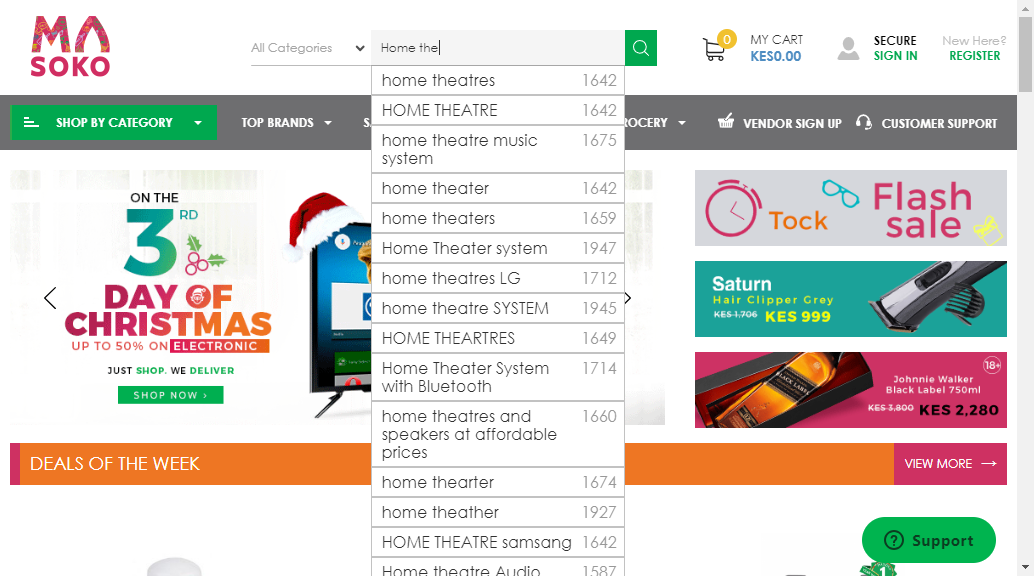 MA
SOKO
All Categories
Home the
0
MY CART
KES0.00
SECURE
SIGN IN
New Here?
REGISTER
SHOP BY CATEGORY
TOP BRANDS
VENDOR SIGN UP
CUSTOMER SUPPORT
home theatres 1642
HOME THEATRE 1642
home theatre music 1675
system
home theater 1642
home theaters 1659
Home Theater system 1947
home theatres LG 1712
home theatre SYSTEM 1945
HOME THEARTRES 1649
Home Theater System 1714
with Bluetooth
home theatres and 1660
speakers at affordable
prices
home thearter 1674
home theather 1927
HOME THEATRE samsang 1642
Home theatre Audio 1587
ON THE
3RD
DAY OF
CHRISTMAS
UP TO 50% ON ELECTRONIC
JUST SHOP. WE DELIVER
SHOP NOW ›
Tock
Flash
sale
Saturn
Hair Clipper Grey
KES 1,706 KES 999
18+
BLACK LABEL
Johnnie Walker
Black Label 750ml
KES 3,800 KES 2,280
DEALS OF THE WEEK
VIEW MORE
? Support
1